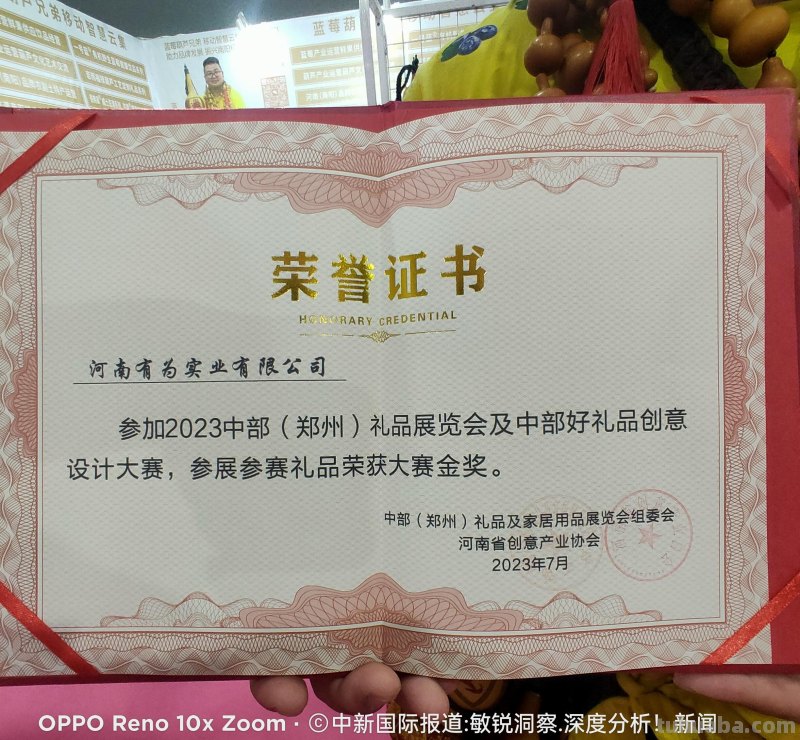 荣誉证书
HONORARY CREDENTIAL
河南有为实业有限公司
参加2023中部（郑州）礼品展览会及中部好礼品创意
设计大赛，参展参赛礼品荣获大赛金奖。
中部（郑州）礼品及家居用品展览会组委会
河南省创意产业协会
2023年7月
OPPO Reno 10x Zoom · ©中新国际报道:敏锐洞察.深度分析！新闻